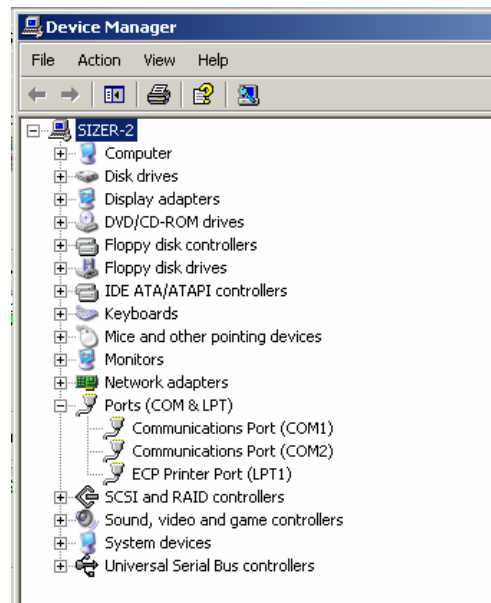 Device Manager
File Action View Help
SIZER-2
Computer
Disk drives
Display adapters
DVD/CD-ROM drives
Floppy disk controllers
Floppy disk drives
IDE ATA/ATAPI controllers
Keyboards
Mice and other pointing devices
Monitors
Network adapters
Ports (COM & LPT)
Communications Port (COM1)
Communications Port (COM2)
ECP Printer Port (LPT1)
SCSI and RAID controllers
Sound, video and game controllers
System devices
Universal Serial Bus controllers